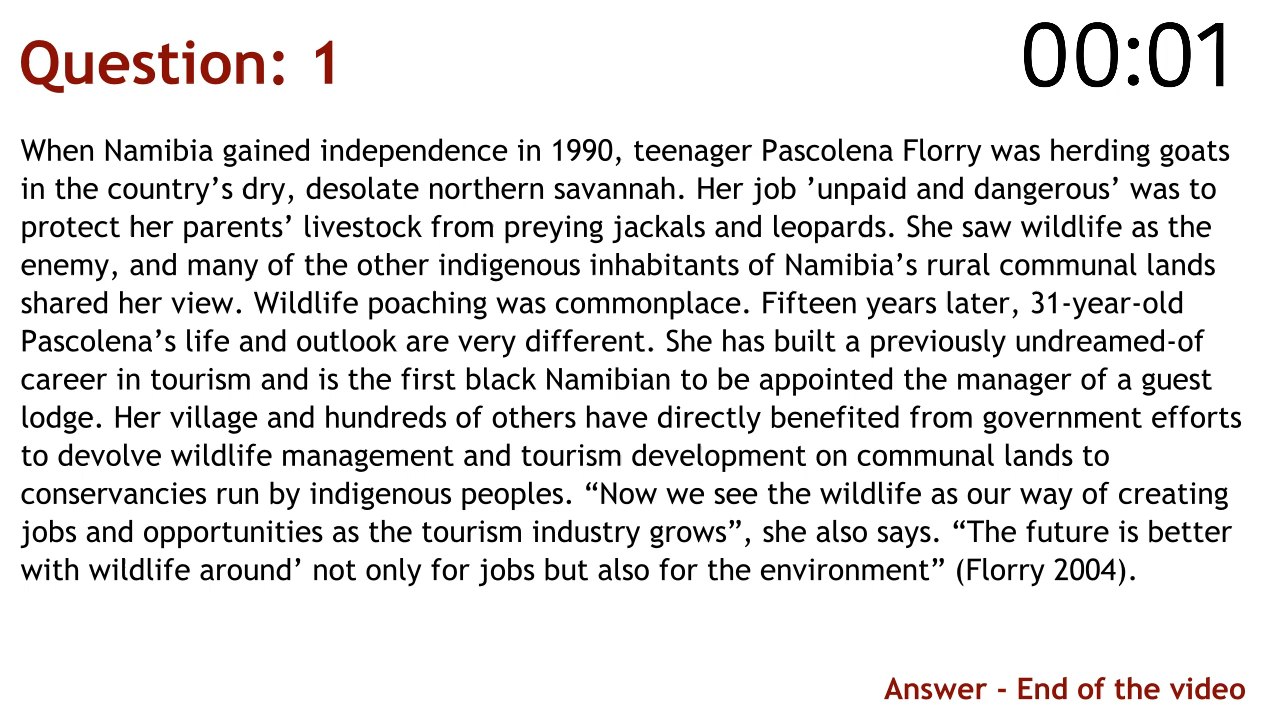 Question: 1
00:01
When Namibia gained independence in 1990, teenager Pascolena Florry was herding goats
in the country’s dry, desolate northern savannah. Her job ’unpaid and dangerous’ was to
protect her parents’ livestock from preying jackals and leopards. She saw wildlife as the
enemy, and many of the other indigenous inhabitants of Namibia’s rural communal lands
shared her view. Wildlife poaching was commonplace. Fifteen years later, 31-year-old
Pascolena’s life and outlook are very different. She has built a previously undreamed-of
career in tourism and is the first black Namibian to be appointed the manager of a guest
lodge. Her village and hundreds of others have directly benefited from government efforts
to devolve wildlife management and tourism development on communal lands to
conservancies run by indigenous peoples. “Now we see the wildlife as our way of creating
jobs and opportunities as the tourism industry grows”, she also says. “The future is better
with wildlife around’ not only for jobs but also for the environment” (Florry 2004).
Answer - End of the video